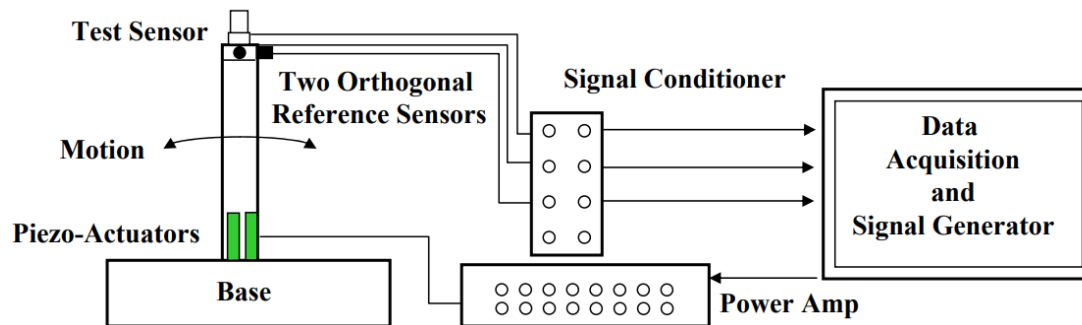 Test Sensor
Two Orthogonal
Reference Sensors
Signal Conditioner
Motion
Piezo-Actuators
Base
Power Amp
Data
Acquisition
and
Signal Generator